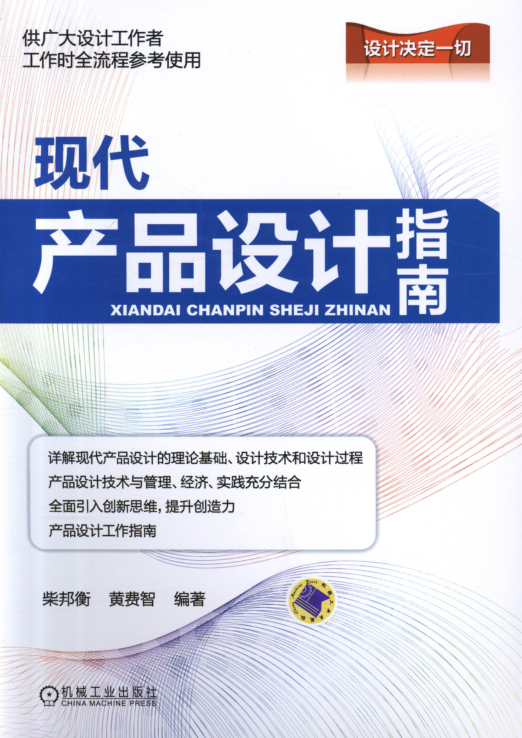 供广大设计工作者
工作时全流程参考使用
设计决定一切
现代
产品设计指南
XIANDAI CHANPIN SHEJI ZHINAN
详解现代产品设计的理论基础、设计技术和设计过程
产品设计技术与管理、经济、实践充分结合
全面引入创新思维，提升创造力
产品设计工作指南
柴邦衡 黄费智 编著
机械工业出版社
CHINA MACHINE PRESS